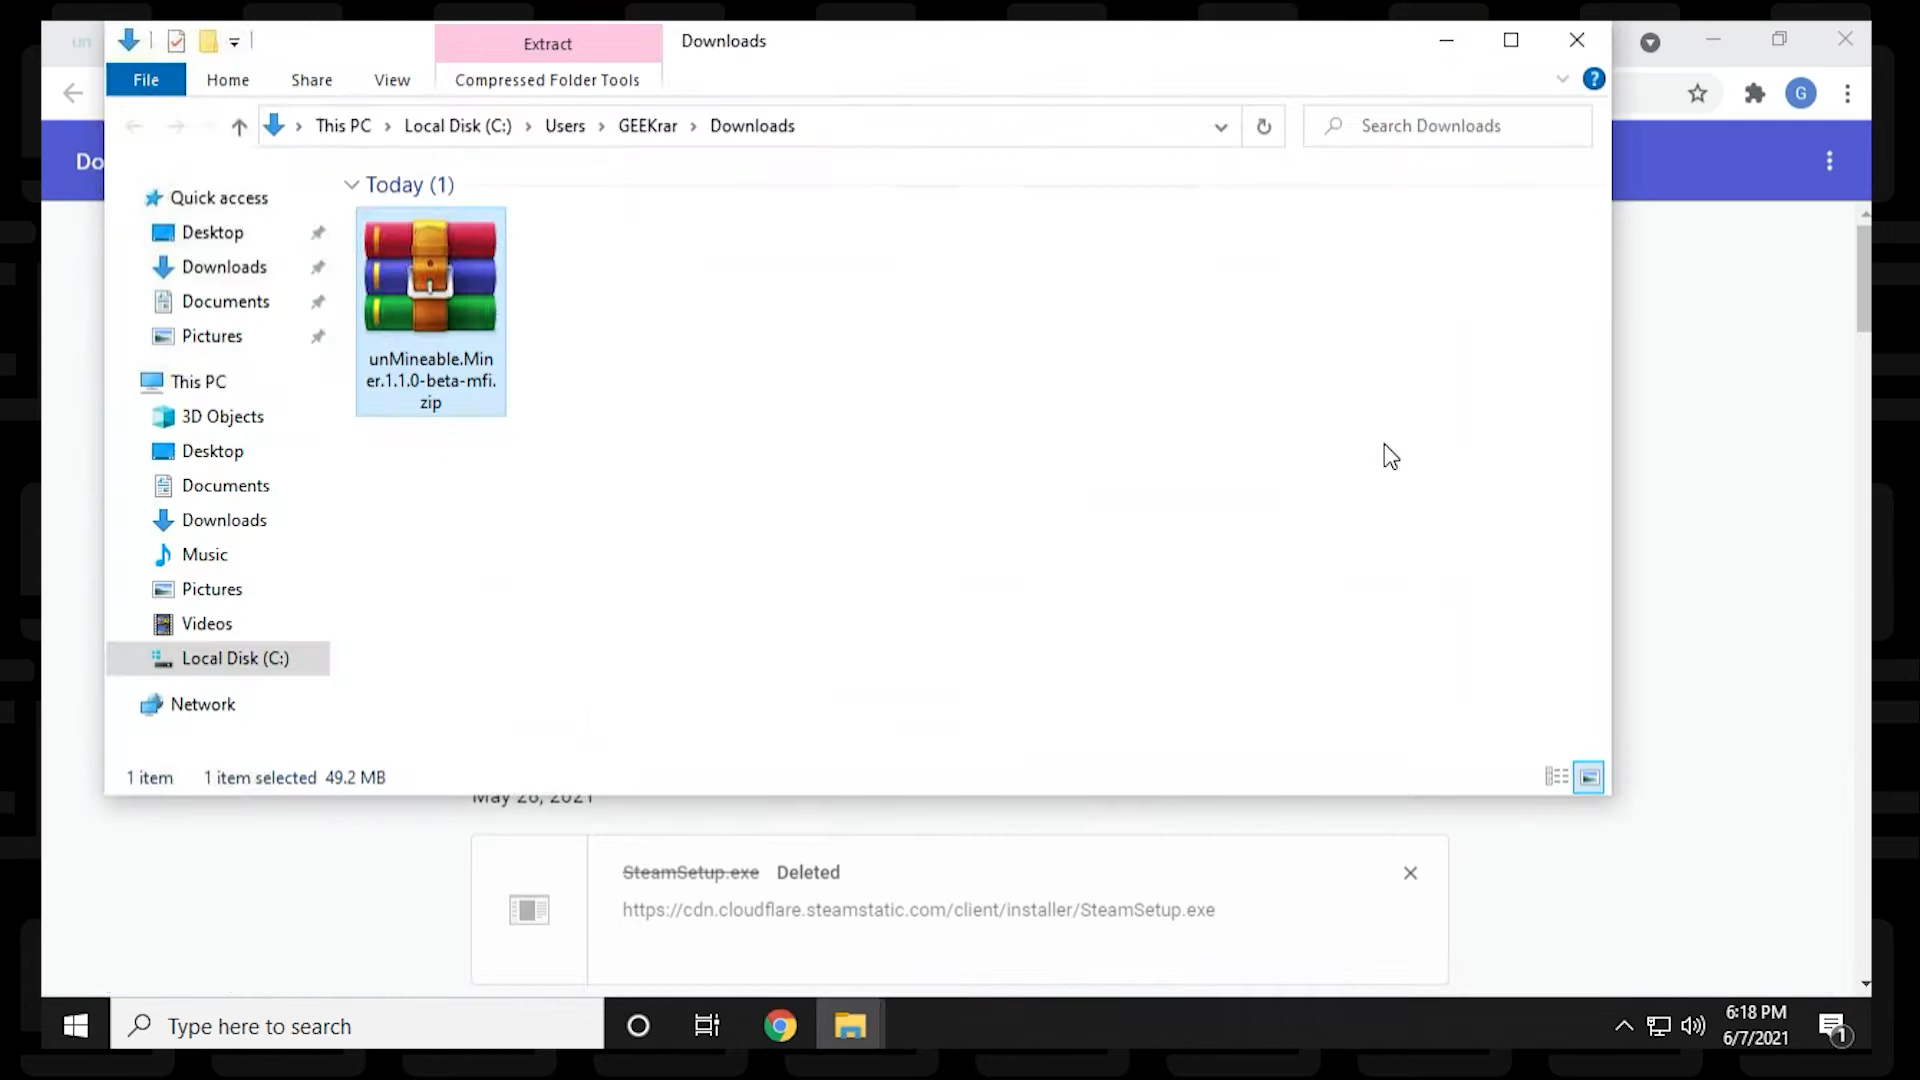 un
Extract
Downloads
File
Home
Share
View
Compressed Folder Tools
?
G
This PC
Local Disk (C:)
Users
GEEKrar
Downloads
Search Downloads
Do
Today (1)
Quick access
Desktop
Downloads
Documents
Pictures
This PC
3D Objects
Desktop
Documents
Downloads
Music
Pictures
Videos
Local Disk (C:)
Network
unMineable.Min
er.1.1.0-beta-mfi.
zip
1 item
1 item selected 49.2 MB
SteamSetup.exe Deleted
https://cdn.cloudflare.steamstatic.com/client/installer/SteamSetup.exe
Type here to search
6:18 PM
6/7/2021
1